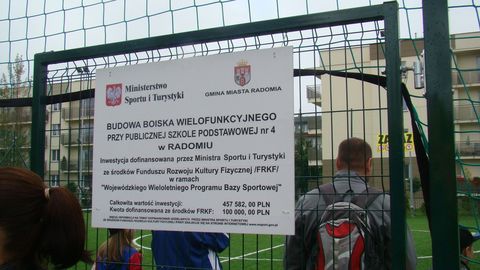 Ministerstwo
Sportu i Turystyki
GMINA MIASTA RADOMIA
BUDOWA BOISKA WIELOFUNKCYJNEGO
PRZY PUBLICZNEJ SZKOLE PODSTAWOWEJ nr 4
w RADOMIU
Inwestycja dofinansowana przez Ministra Sportu i Turystyki
ze środków Funduszu Rozwoju Kultury Fizycznej /FRKF/
w ramach
"Wojewódzkiego Wieloletniego Programu Bazy Sportowej"
Całkowita wartość inwestycji: 457 582, 00 PLN
Kwota dofinansowana ze środków FRKF: 100 000, 00 PLN